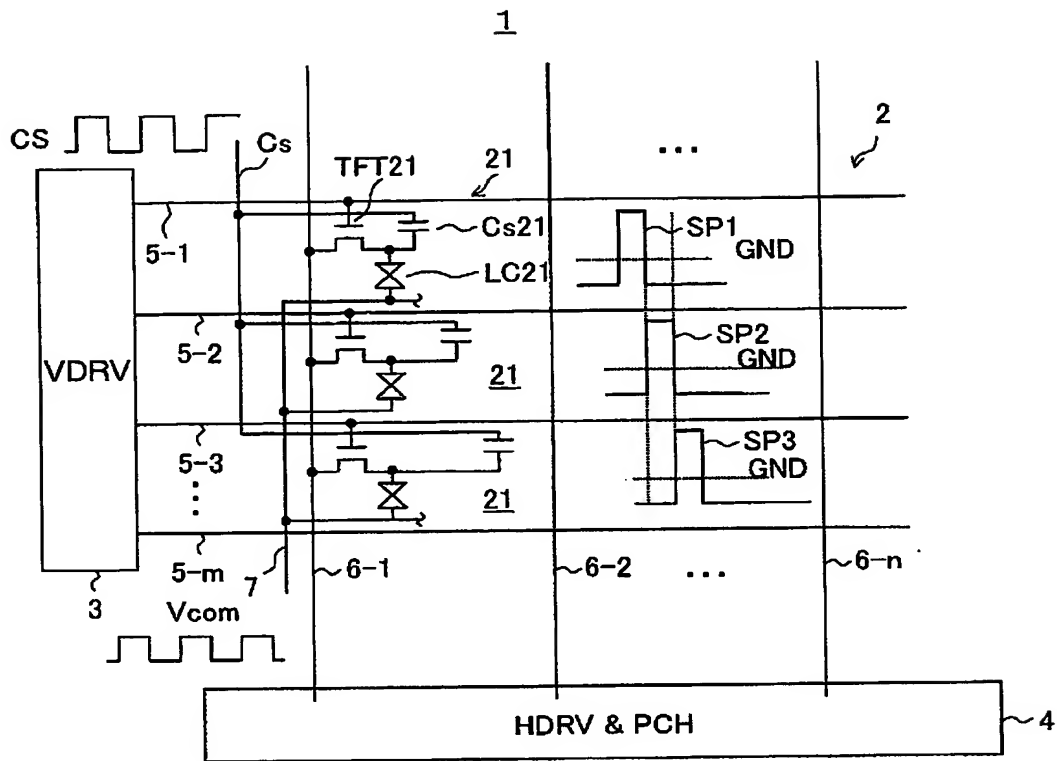 1
2
CS
Cs
TFT21
21
...
5-1
Cs21
SP1
GND
LC21
VDRV
5-2
21
SP2
GND
5-3
21
SP3
GND
...
5-m
7
6-1
6-2
...
6-n
3
Vcom
HDRV & PCH
4